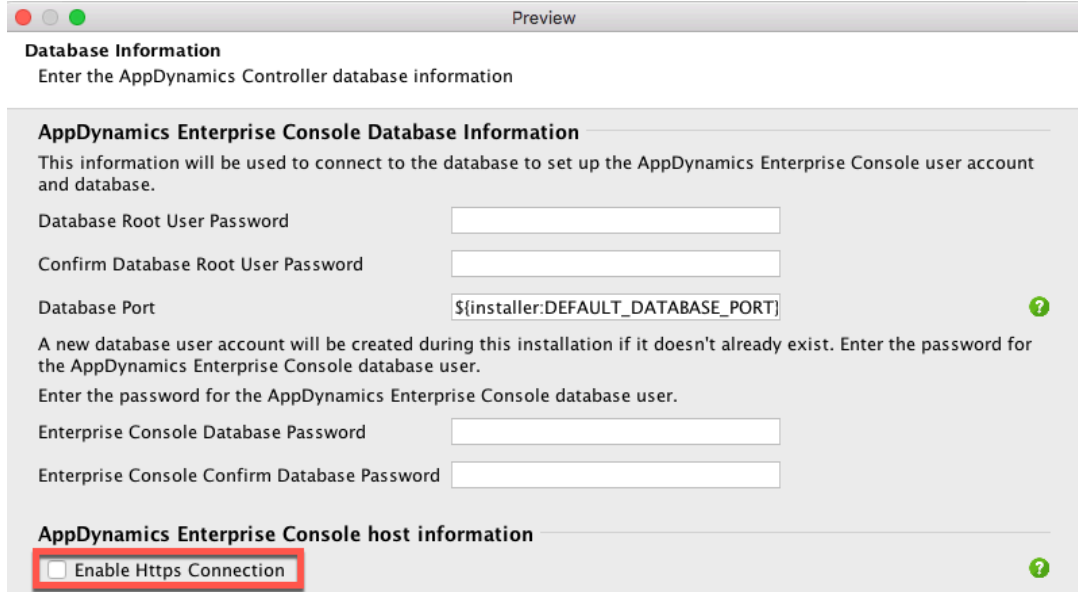 Preview
Database Information
Enter the AppDynamics Controller database information
AppDynamics Enterprise Console Database Information
This information will be used to connect to the database to set up the AppDynamics Enterprise Console user account
and database.
Database Root User Password
Confirm Database Root User Password
Database Port ${installer:DEFAULT_DATABASE_PORT} ?
A new database user account will be created during this installation if it doesn't already exist. Enter the password for
the AppDynamics Enterprise Console database user.
Enter the password for the AppDynamics Enterprise Console database user.
Enterprise Console Database Password
Enterprise Console Confirm Database Password
AppDynamics Enterprise Console host information
Enable Https Connection ?